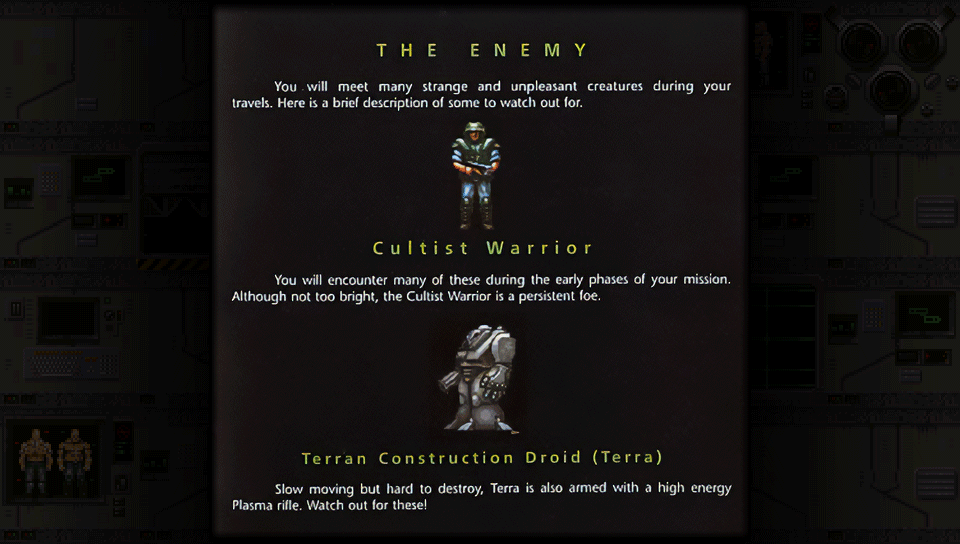 THE ENEMY
You will meet many strange and unpleasant creatures during your
travels. Here is a brief description of some to watch out for.
Cultist Warrior
You will encounter many of these during the early phases of your mission.
Although not too bright, the Cultist Warrior is a persistent foe.
Terran Construction Droid (Terra)
Slow moving but hard to destroy, Terra is also armed with a high energy
Plasma rifle. Watch out for these!